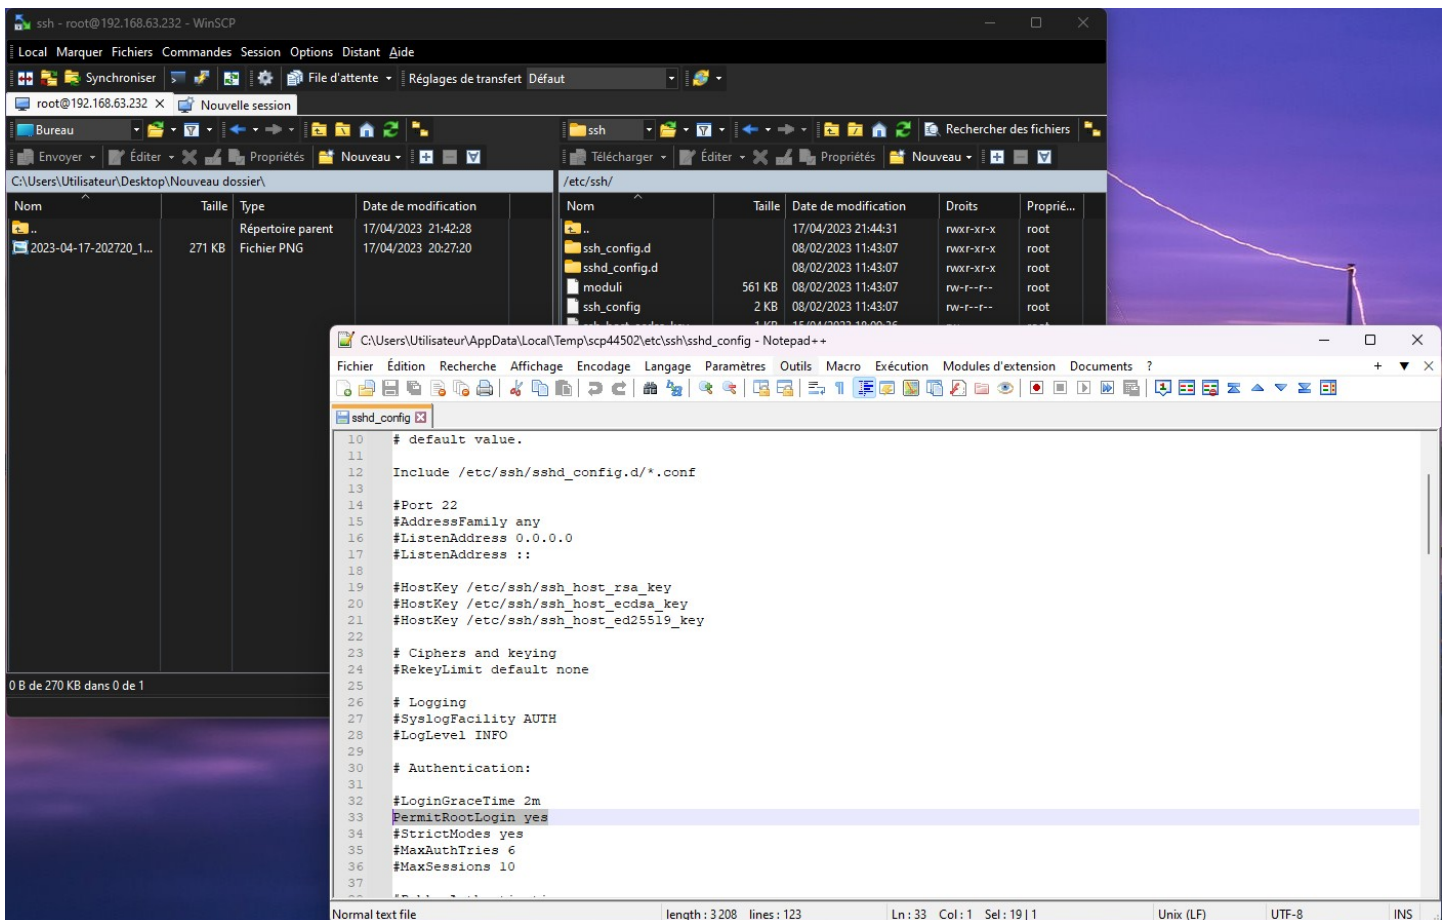 ssh - root@192.168.63.232 - WinSCP
Local Marquer Fichiers Commandes Session Options Distant Aide
Synchroniser File d'attente Réglages de transfert Défaut
root@192.168.63.232 Nouvelle session
Bureau
Envoyer Éditer Propriétés Nouveau
C:\Users\Utilisateur\Desktop\Nouveau dossier\
Nom Taille Type Date de modification
.. Répertoire parent 17/04/2023 21:42:28
2023-04-17-202720_1... 271 KB Fichier PNG 17/04/2023 20:27:20
0 B de 270 KB dans 0 de 1
ssh Rechercher des fichiers
Télécharger Éditer Propriétés Nouveau
/etc/ssh/
Nom Taille Date de modification Droits Proprié...
.. 17/04/2023 21:44:31 rwxr-xr-x root
ssh_config.d 08/02/2023 11:43:07 rwxr-xr-x root
sshd_config.d 08/02/2023 11:43:07 rwxr-xr-x root
moduli 561 KB 08/02/2023 11:43:07 rw-r--r-- root
ssh_config 2 KB 08/02/2023 11:43:07 rw-r--r-- root
C:\Users\Utilisateur\AppData\Local\Temp\scp44502\etc\ssh\sshd_config - Notepad++
Fichier Édition Recherche Affichage Encodage Langage Paramètres Outils Macro Exécution Modules d'extension Documents ?
sshd_config
10 # default value.
11
12 Include /etc/ssh/sshd_config.d/*.conf
13
14 #Port 22
15 #AddressFamily any
16 #ListenAddress 0.0.0.0
17 #ListenAddress ::
18
19 #HostKey /etc/ssh/ssh_host_rsa_key
20 #HostKey /etc/ssh/ssh_host_ecdsa_key
21 #HostKey /etc/ssh/ssh_host_ed25519_key
22
23 # Ciphers and keying
24 #RekeyLimit default none
25
26 # Logging
27 #SyslogFacility AUTH
28 #LogLevel INFO
29
30 # Authentication:
31
32 #LoginGraceTime 2m
33 PermitRootLogin yes
34 #StrictModes yes
35 #MaxAuthTries 6
36 #MaxSessions 10
37
Normal text file length : 3 208 lines : 123 Ln : 33 Col : 1 Sel : 19 | 1 Unix (LF) UTF-8 INS